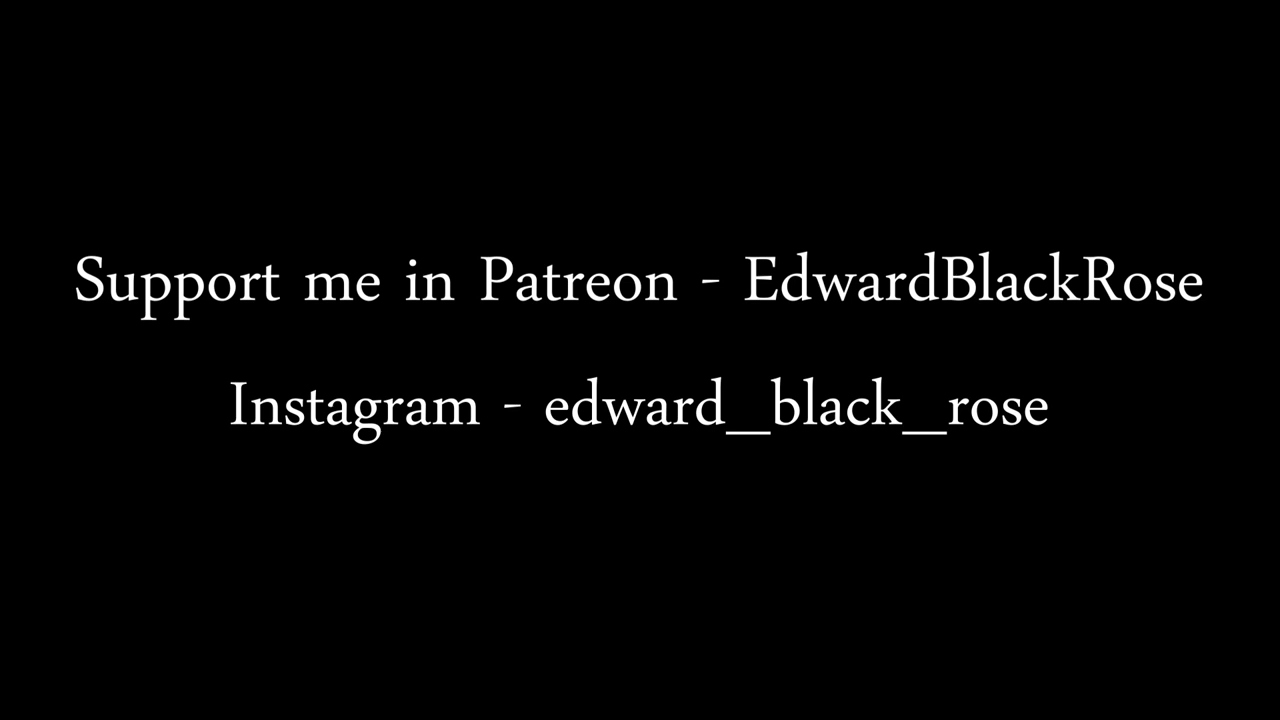 Support me in Patreon - EdwardBlackRose
Instagram - edward_black_rose